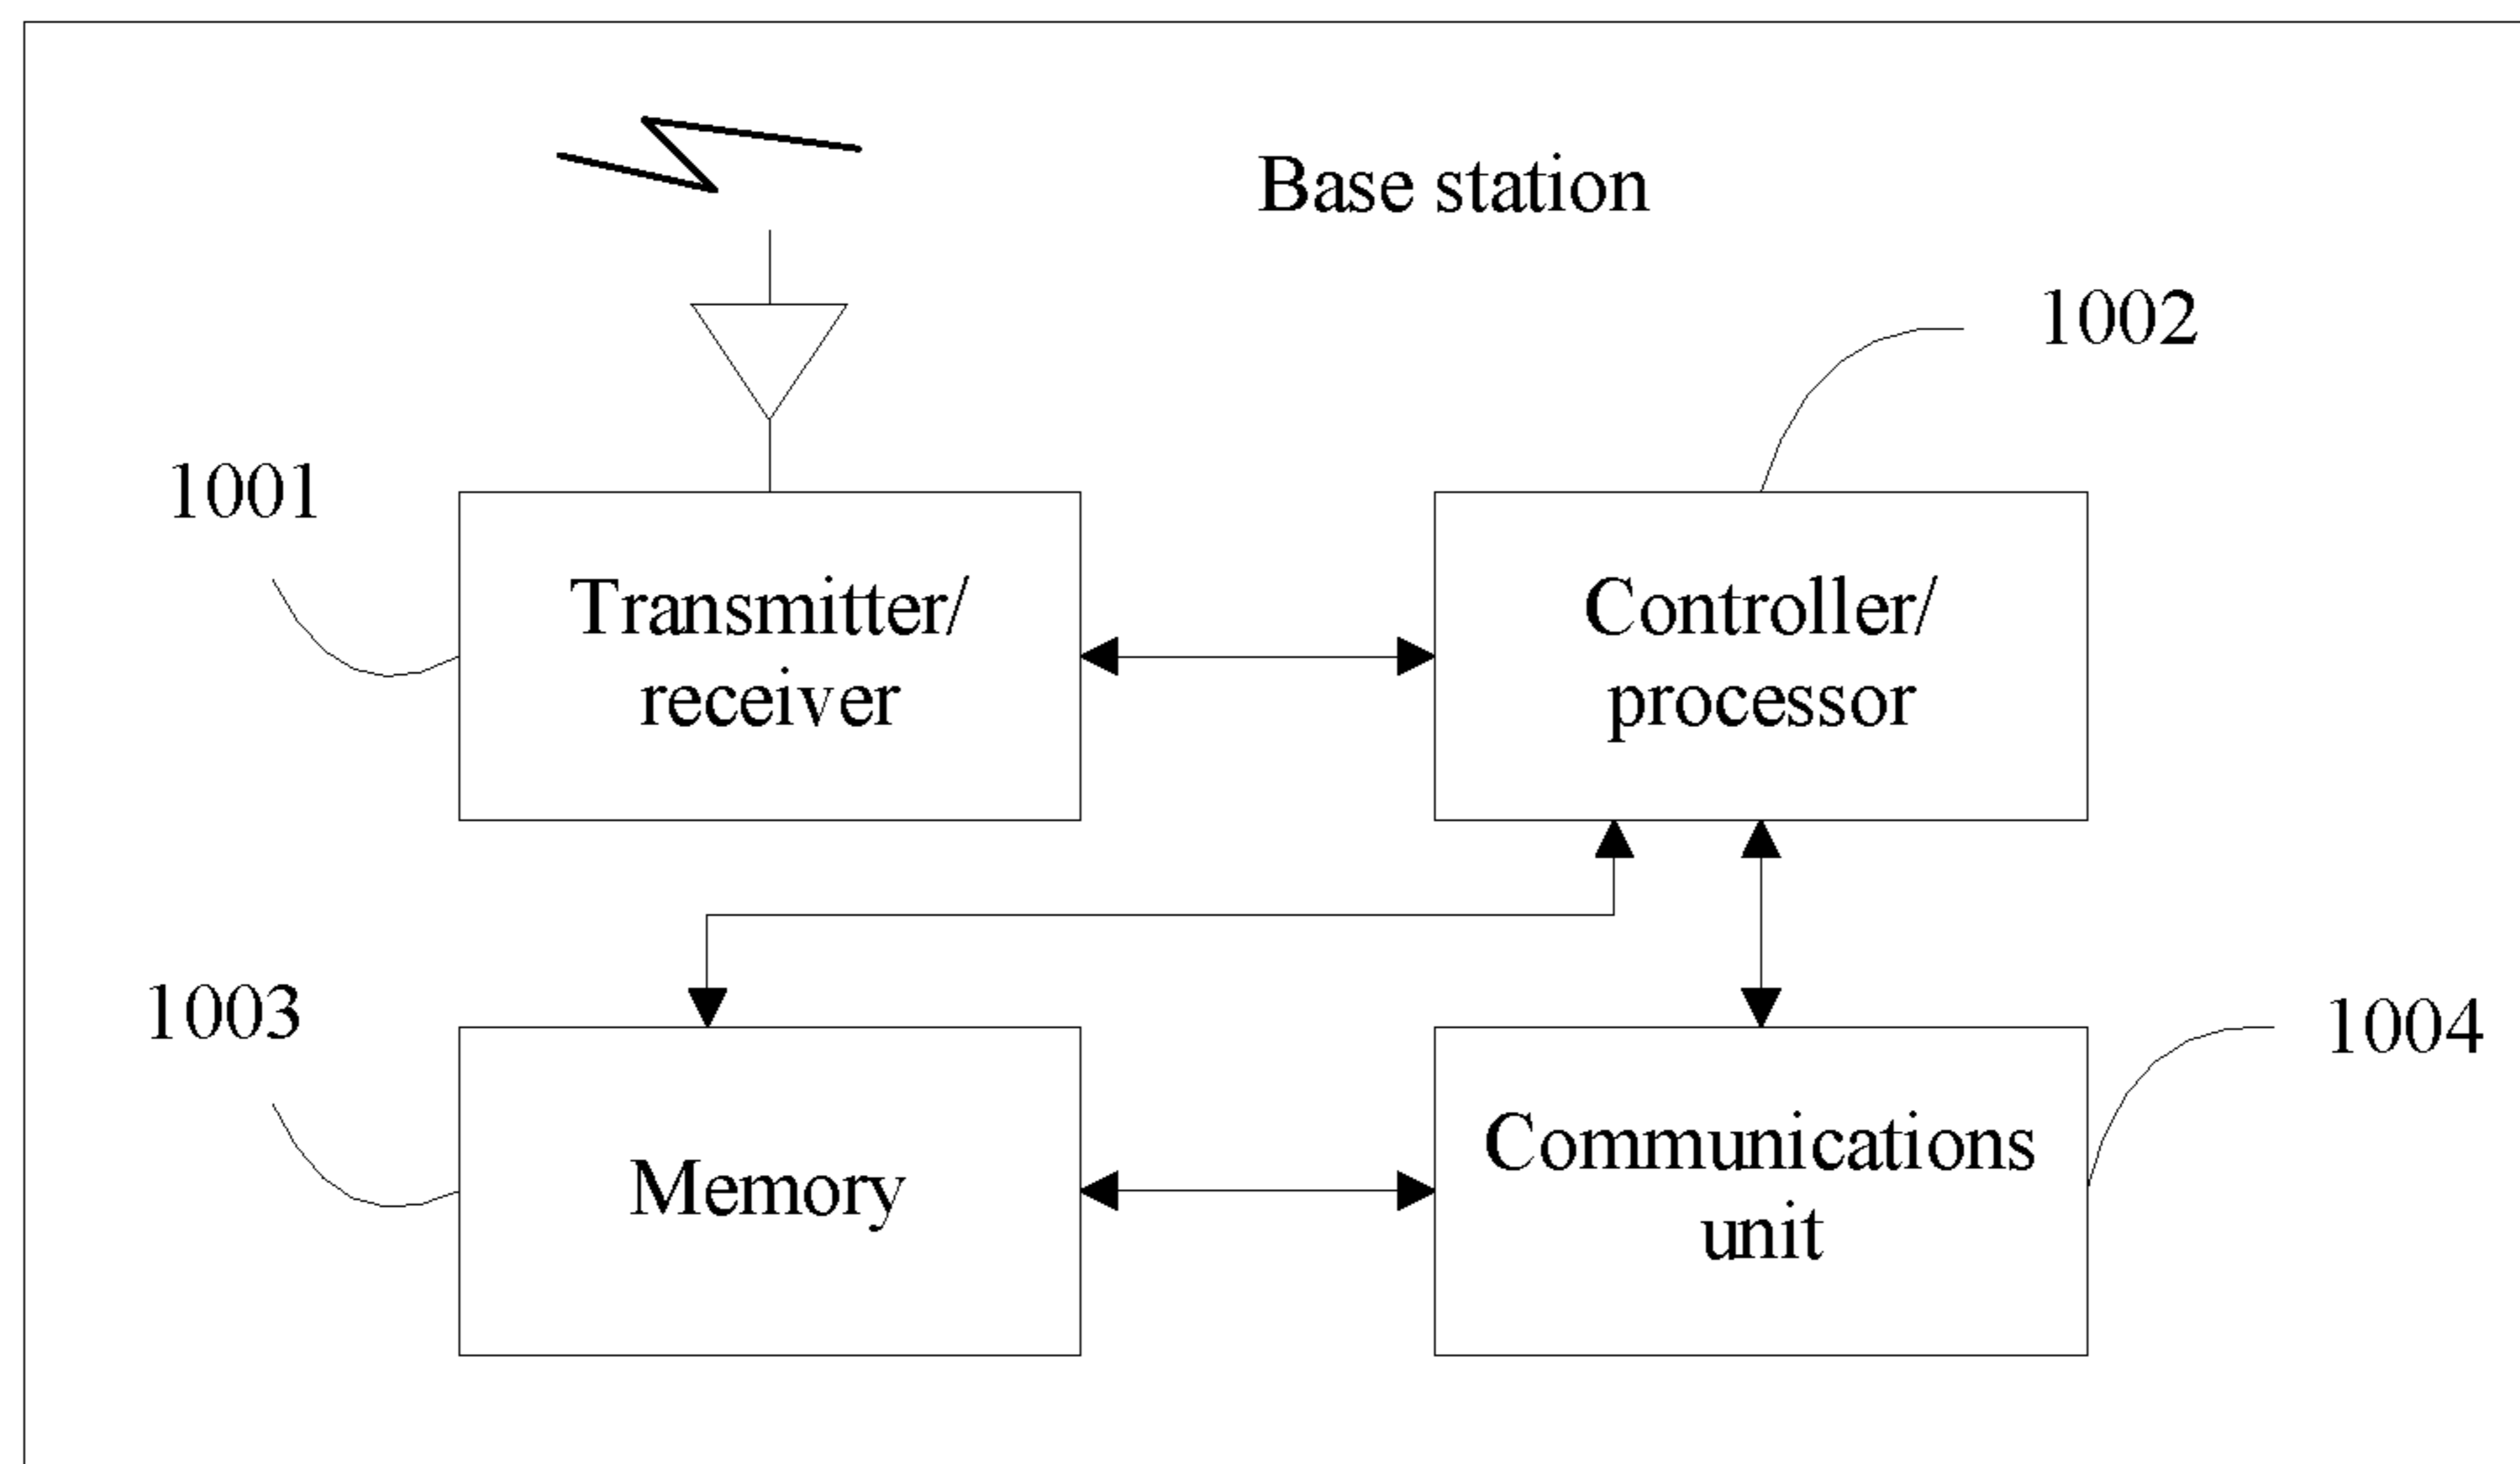 Base station
1002
1001
Transmitter/
receiver
Controller/
processor
1003
1004
Memory
Communications
unit